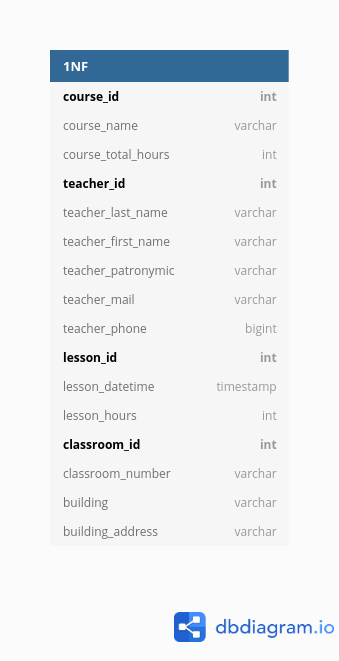 1NF
course_id int
course_name varchar
course_total_hours int
teacher_id int
teacher_last_name varchar
teacher_first_name varchar
teacher_patronymic varchar
teacher_mail varchar
teacher_phone bigint
lesson_id int
lesson_datetime timestamp
lesson_hours int
classroom_id int
classroom_number varchar
building varchar
building_address varchar
dbdiagram.io